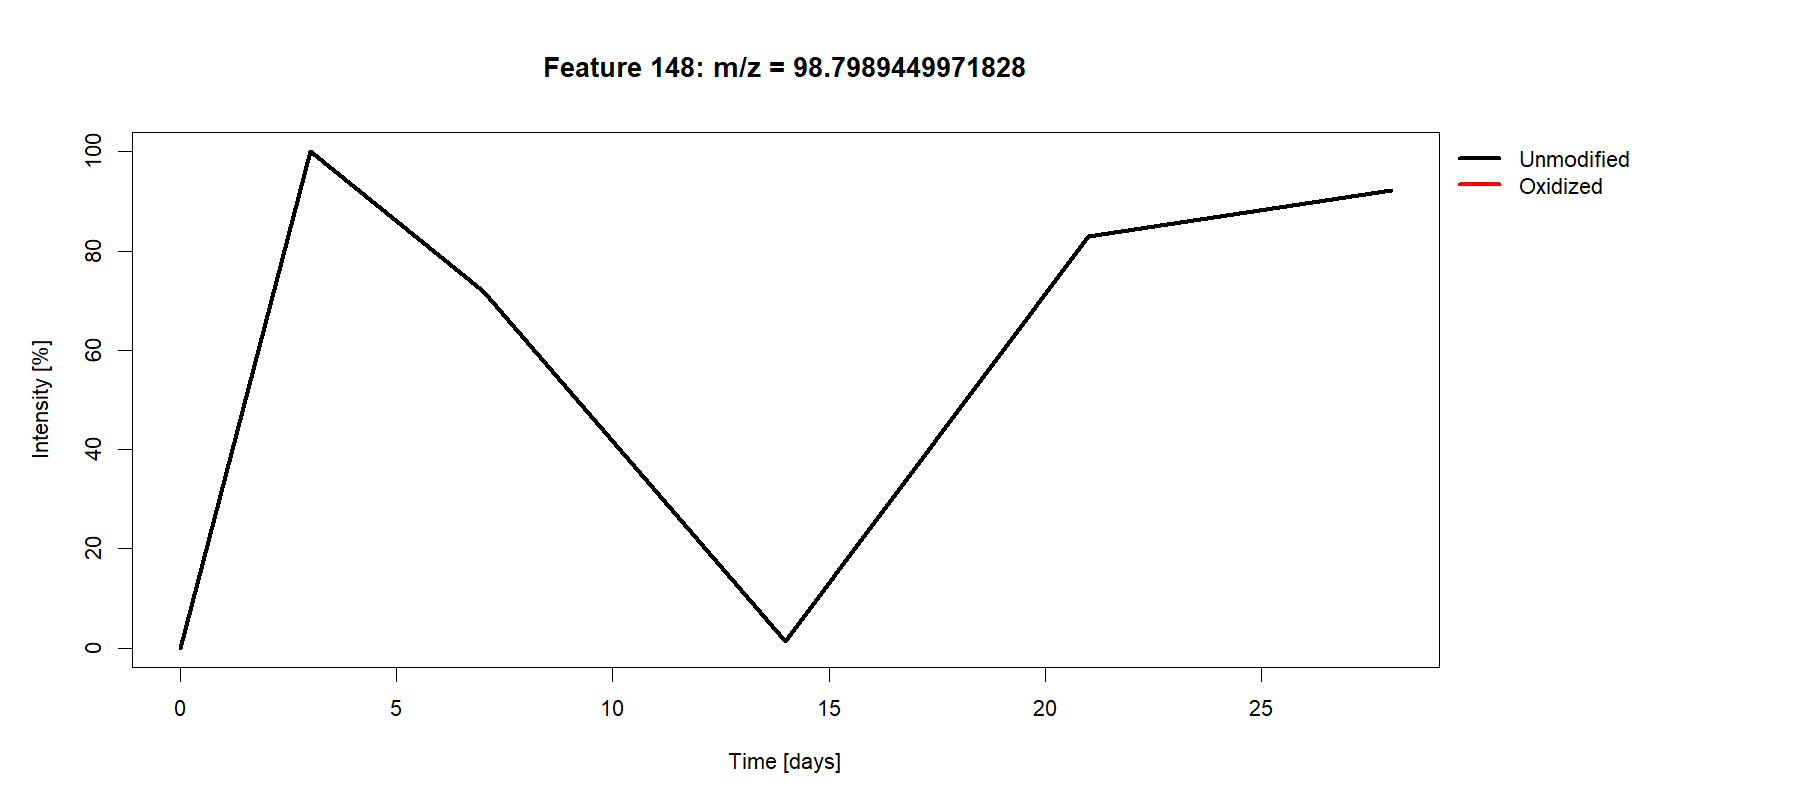 Feature 148: m/z = 98.7989449971828
Unmodified
Oxidized
Intensity [%]
100
80
60
40
20
0
0 5 10 15 20 25
Time [days]